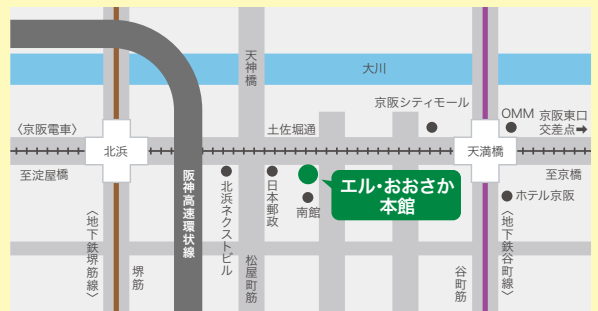 天神橋
大川
京阪シティモール
OMM
京阪東口
交差点➡
〈京阪電車〉
土佐堀通
北浜
天満橋
至淀屋橋
至京橋
阪神高速環状線
北浜ネクストビル
日本郵政
南館
エル・おおさか
本館
ホテル京阪
〈地下鉄堺筋線〉
堺筋
松屋町筋
谷町筋
〈地下鉄谷町線〉